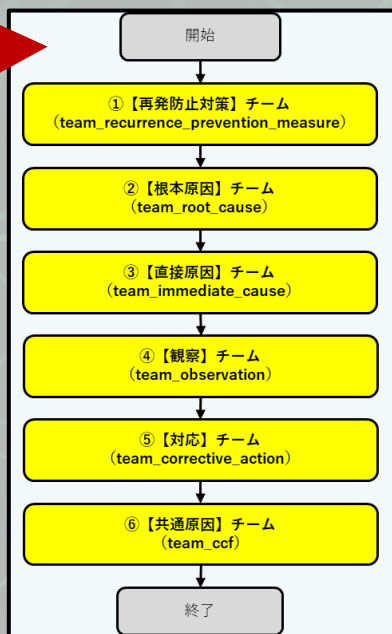 開始
①【再発防止対策】チーム
（team_recurrence_prevention_measure）
②【根本原因】チーム
（team_root_cause）
③【直接原因】チーム
（team_immediate_cause）
④【観察】チーム
（team_observation）
⑤【対応】チーム
（team_corrective_action）
⑥【共通原因】チーム
（team_ccf）
終了